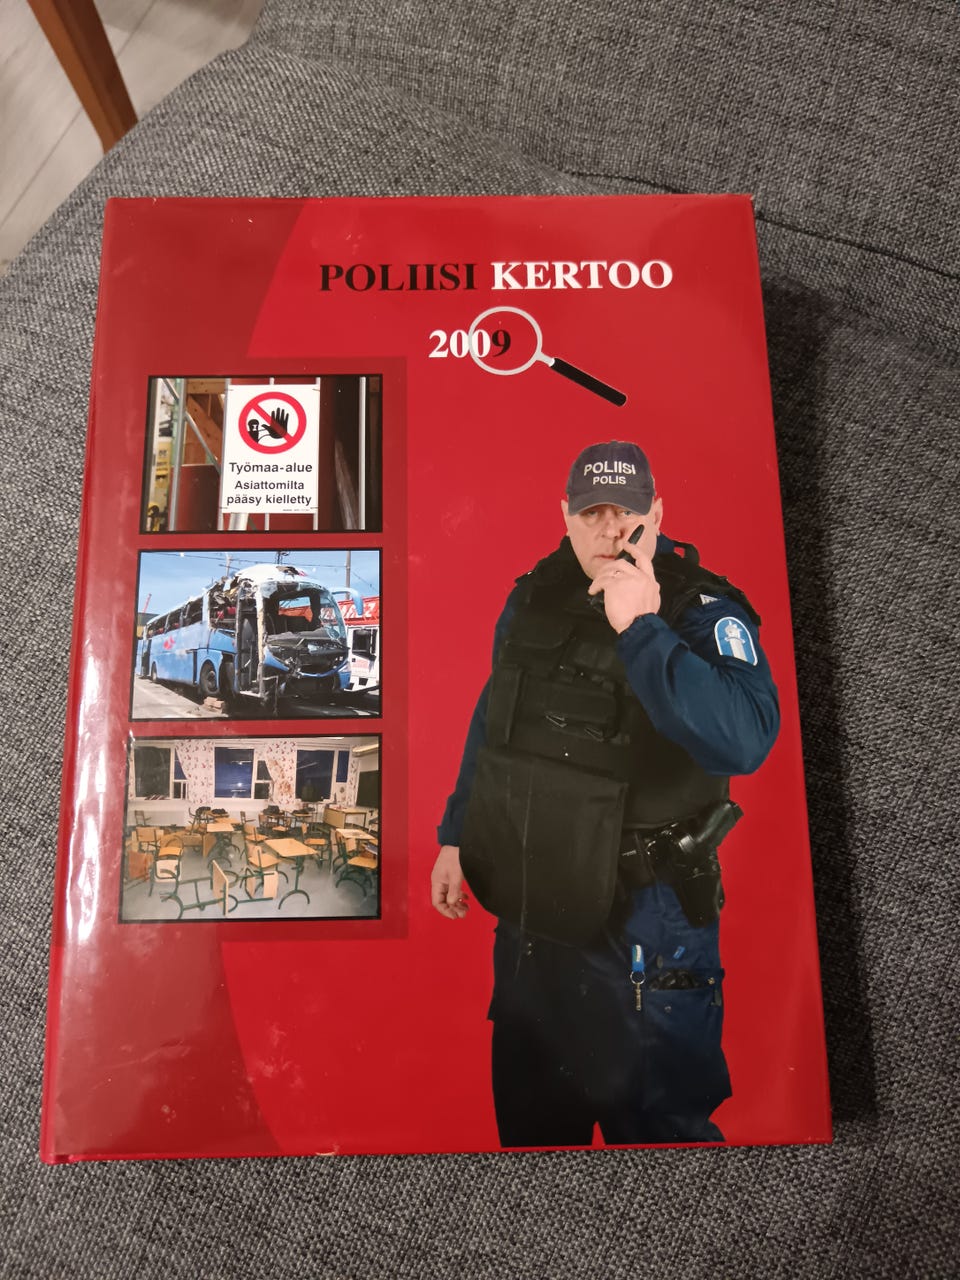 POLIISI KERTOO
2009
Työmaa-alue
Asiattomilta
pääsy kielletty
POLIISI
POLIS